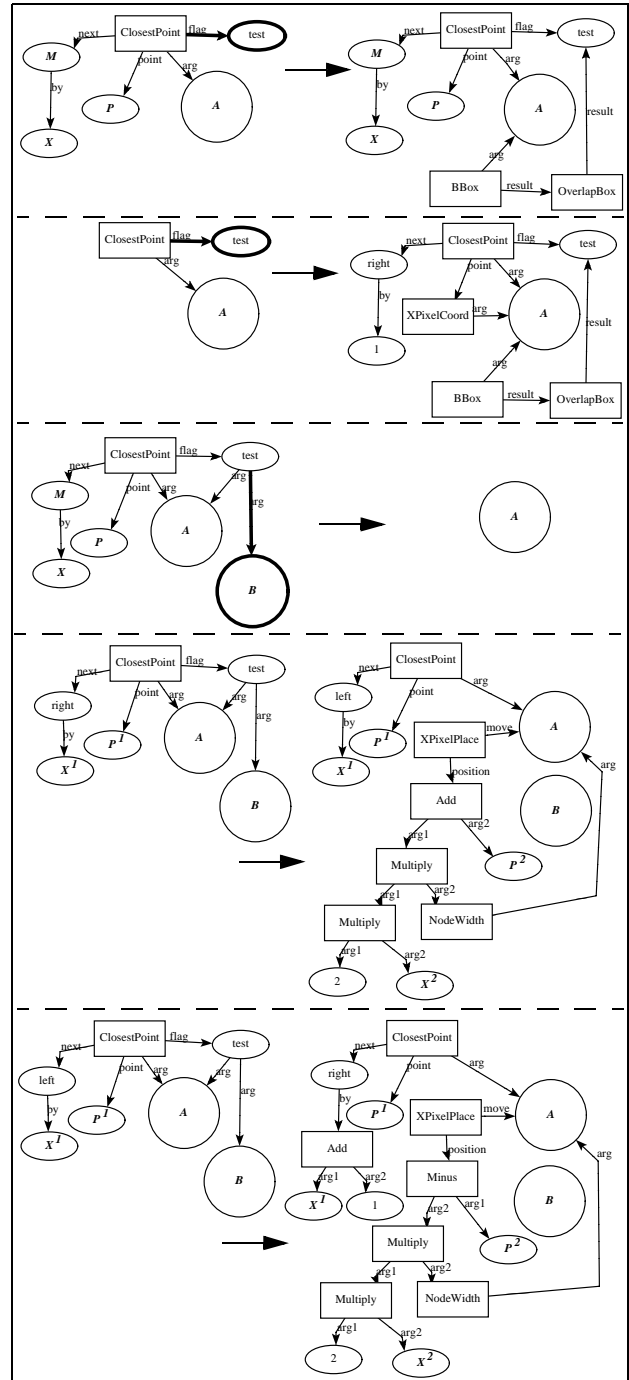 ClosestPoint flag test
next
M point arg
by P A
X
ClosestPoint flag test
next
M point arg
by P A
X arg result
BBox result OverlapBox
ClosestPoint flag test
arg
A
ClosestPoint flag test
next
right point arg
by XPixelCoord arg A
1 arg result
BBox result OverlapBox
ClosestPoint flag test
next arg
M point arg arg
by P A
X B
A
ClosestPoint flag test
next
right point arg arg
by P1 A arg
X1 B
ClosestPoint
next arg
left point
by P1 XPixelPlace move A
X1 position arg
Add B
arg1 arg2
Multiply P2
arg1 arg2
Multiply NodeWidth
arg1 arg2
2 X2
ClosestPoint flag test
next
left point arg arg
by P1 A arg
X1 B
ClosestPoint
next arg
right point
by P1 XPixelPlace move A
Add position arg
arg1 arg2 Minus B
X1 1 arg2 arg1
Multiply P2
arg1 arg2
Multiply NodeWidth
arg1 arg2
2 X2